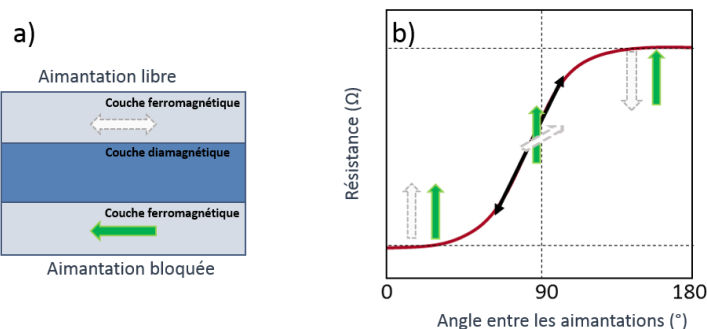 a)
Aimantation libre
Couche ferromagnétique
Couche diamagnétique
Couche ferromagnétique
Aimantation bloquée
b)
Résistance (Ω)
0
90
180
Angle entre les aimantations (°)